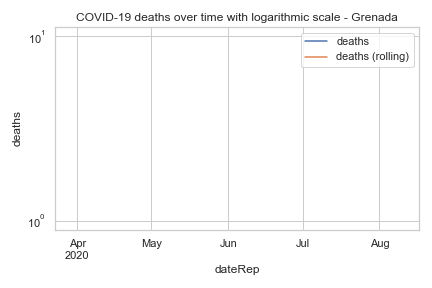 COVID-19 deaths over time with logarithmic scale - Grenada
10¹
deaths
deaths (rolling)
deaths
10⁰
Apr May Jun Jul Aug
2020
dateRep